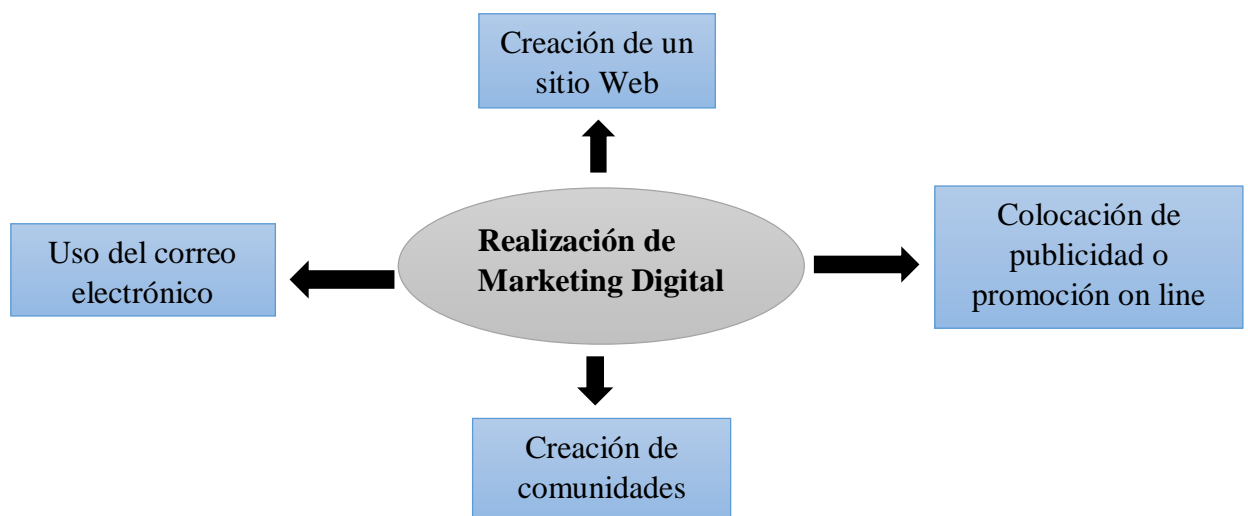 Creación de un
sitio Web
Uso del correo
electrónico
Realización de
Marketing Digital
Colocación de
publicidad o
promoción on line
Creación de
comunidades